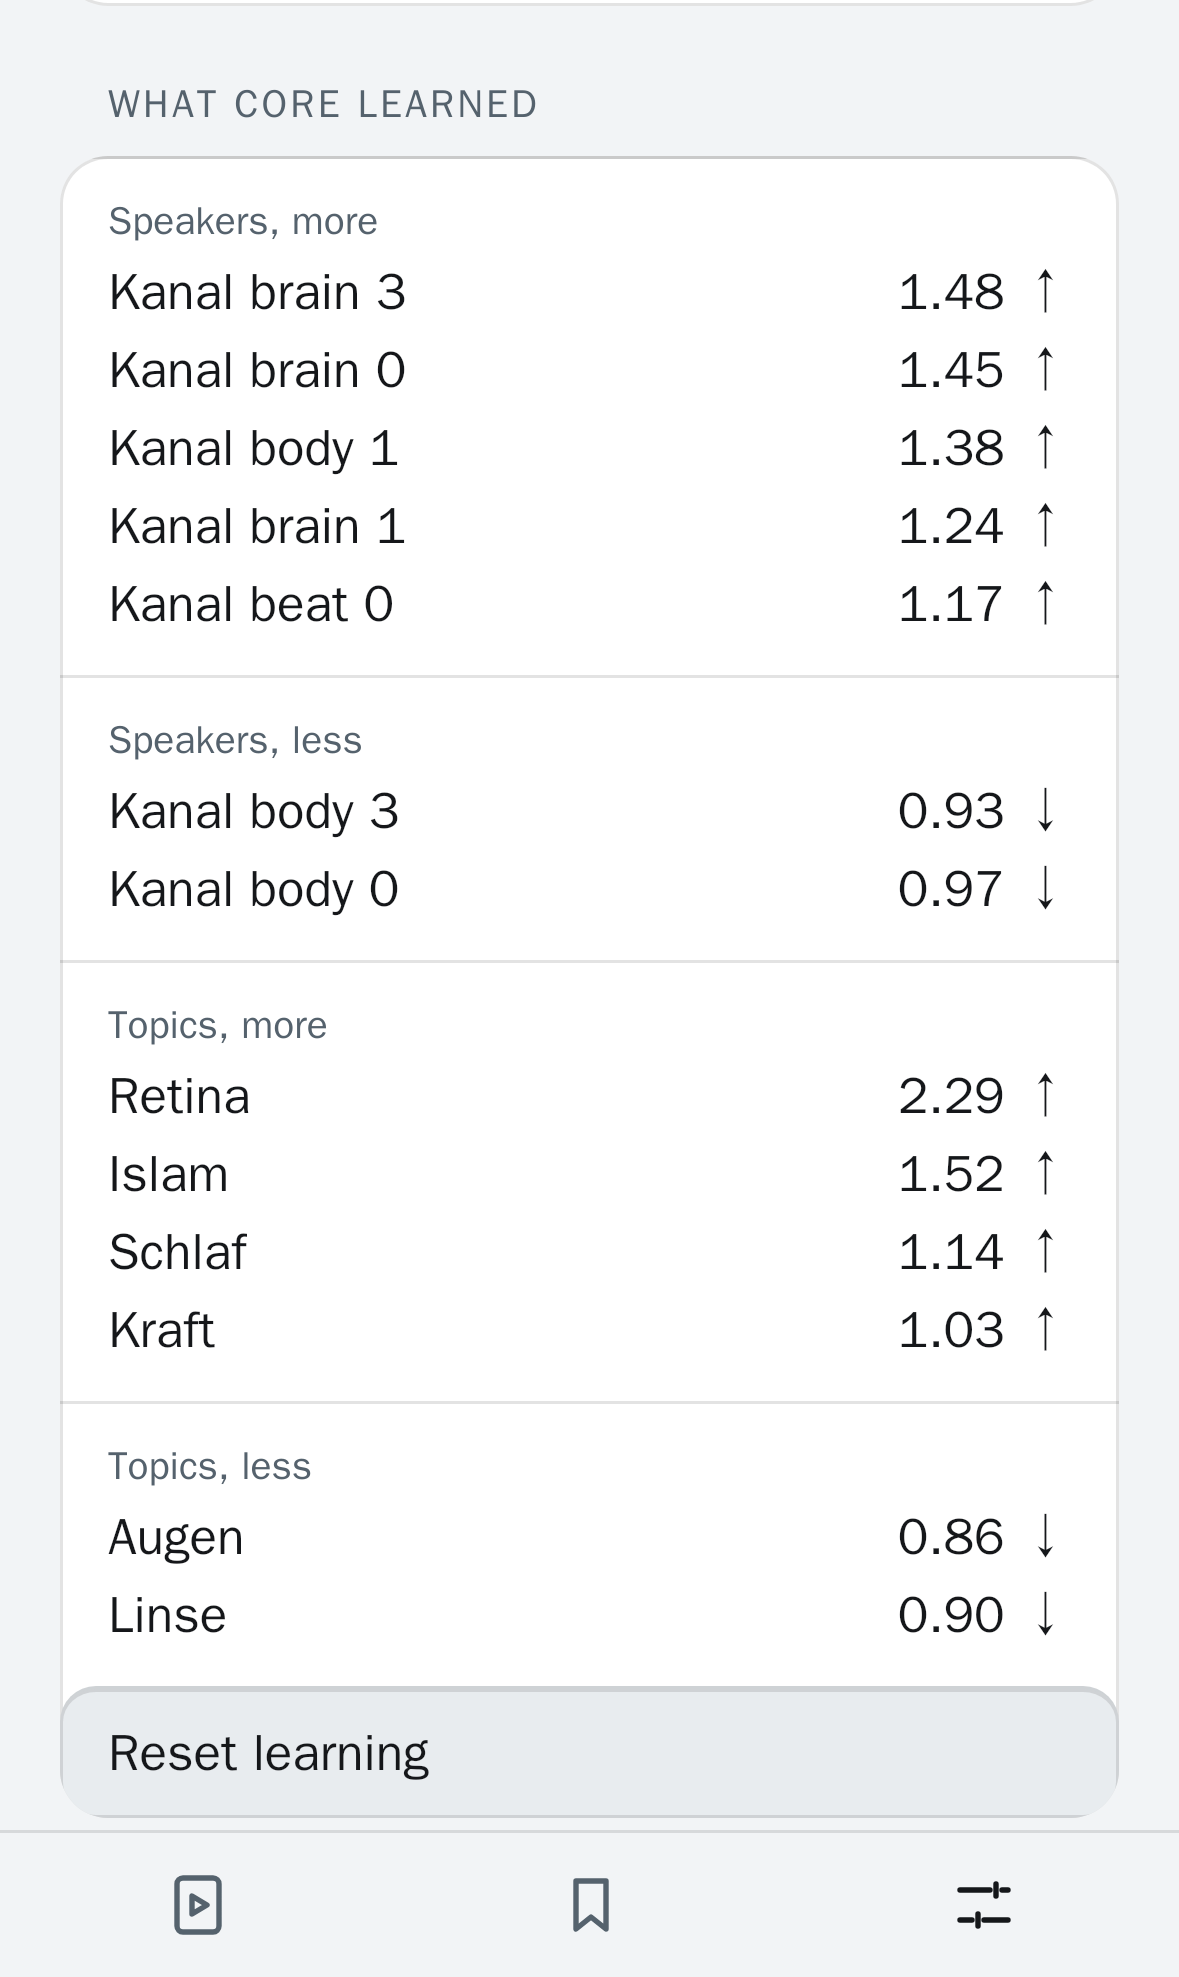 WHAT CORE LEARNED
Speakers, more
Kanal brain 3 1.48 ↑
Kanal brain 0 1.45 ↑
Kanal body 1 1.38 ↑
Kanal brain 1 1.24 ↑
Kanal beat 0 1.17 ↑
Speakers, less
Kanal body 3 0.93 ↓
Kanal body 0 0.97 ↓
Topics, more
Retina 2.29 ↑
Islam 1.52 ↑
Schlaf 1.14 ↑
Kraft 1.03 ↑
Topics, less
Augen 0.86 ↓
Linse 0.90 ↓
Reset learning